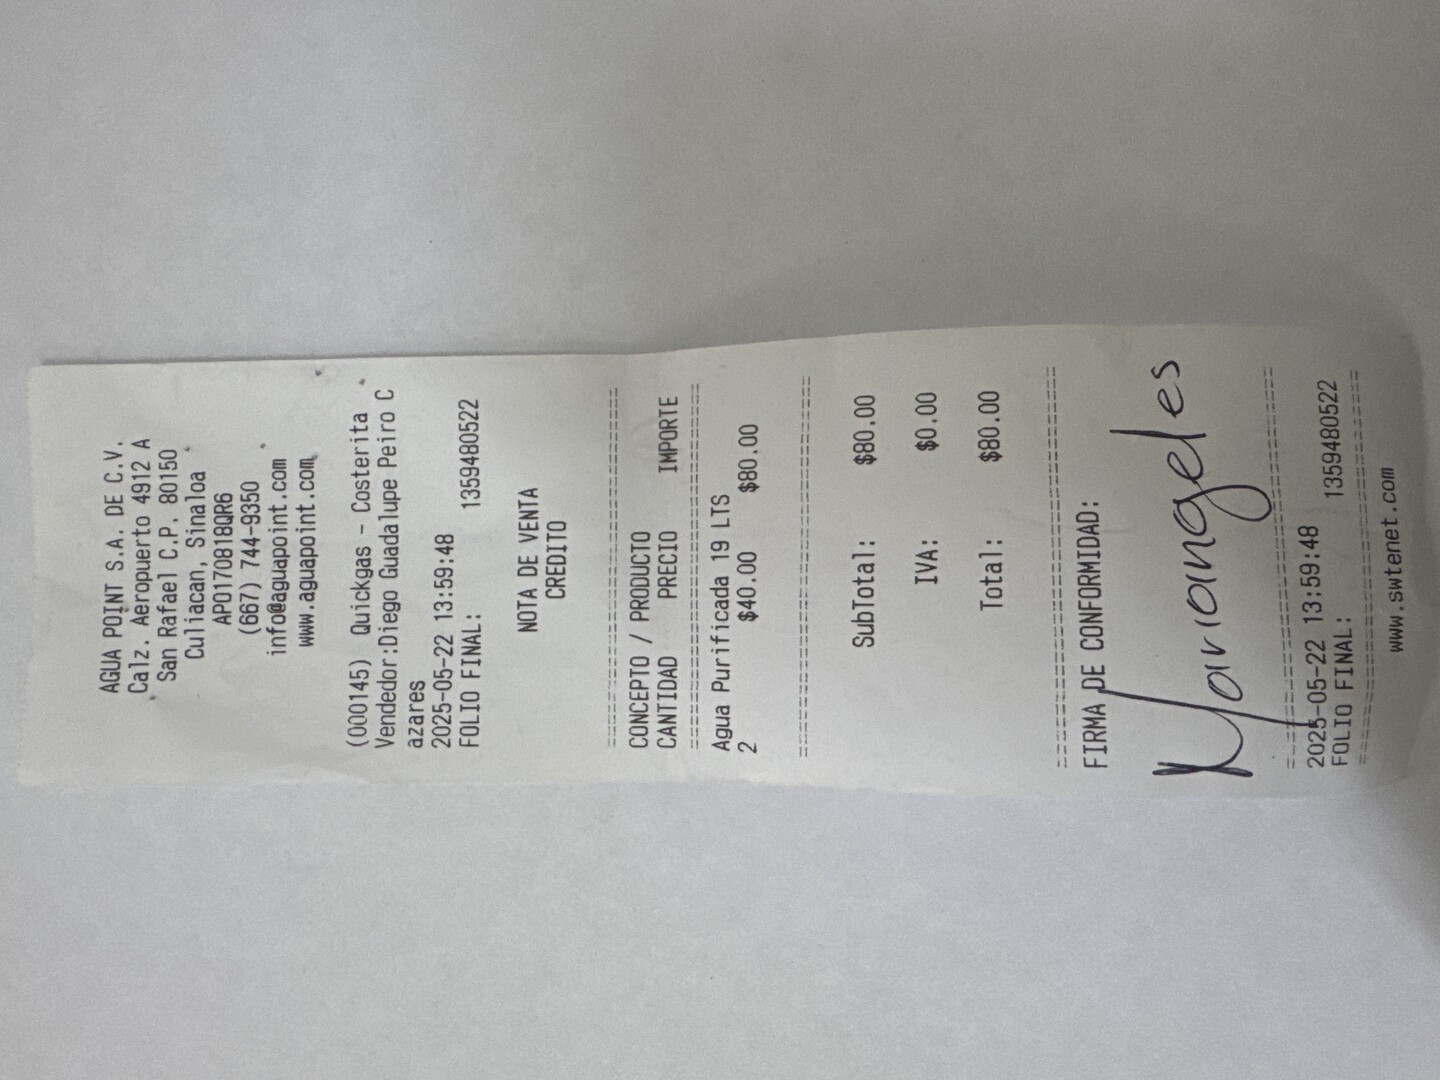 AGUA POINT S.A. DE C.V.
Calz. Aeropuerto 4912 A
San Rafael C.P. 80150
Culiacan, Sinaloa
APO170818QR6
(667) 744-9350
info@aguapoint.com
www.aguapoint.com
(000145) Quickgas - Costerita
Vendedor:Diego Guadalupe Peiro C
azares
2025-05-22 13:59:48
FOLIO FINAL: 1359480522
NOTA DE VENTA
CREDITO
================================
CONCEPTO / PRODUCTO
CANTIDAD PRECIO IMPORTE
================================
Agua Purificada 19 LTS
2 $40.00 $80.00
================================
SubTotal: $80.00
IVA: $0.00
Total: $80.00
================================
FIRMA DE CONFORMIDAD:
Mariangeles
================================
2025-05-22 13:59:48
FOLIO FINAL: 1359480522
================================
www.swtenet.com